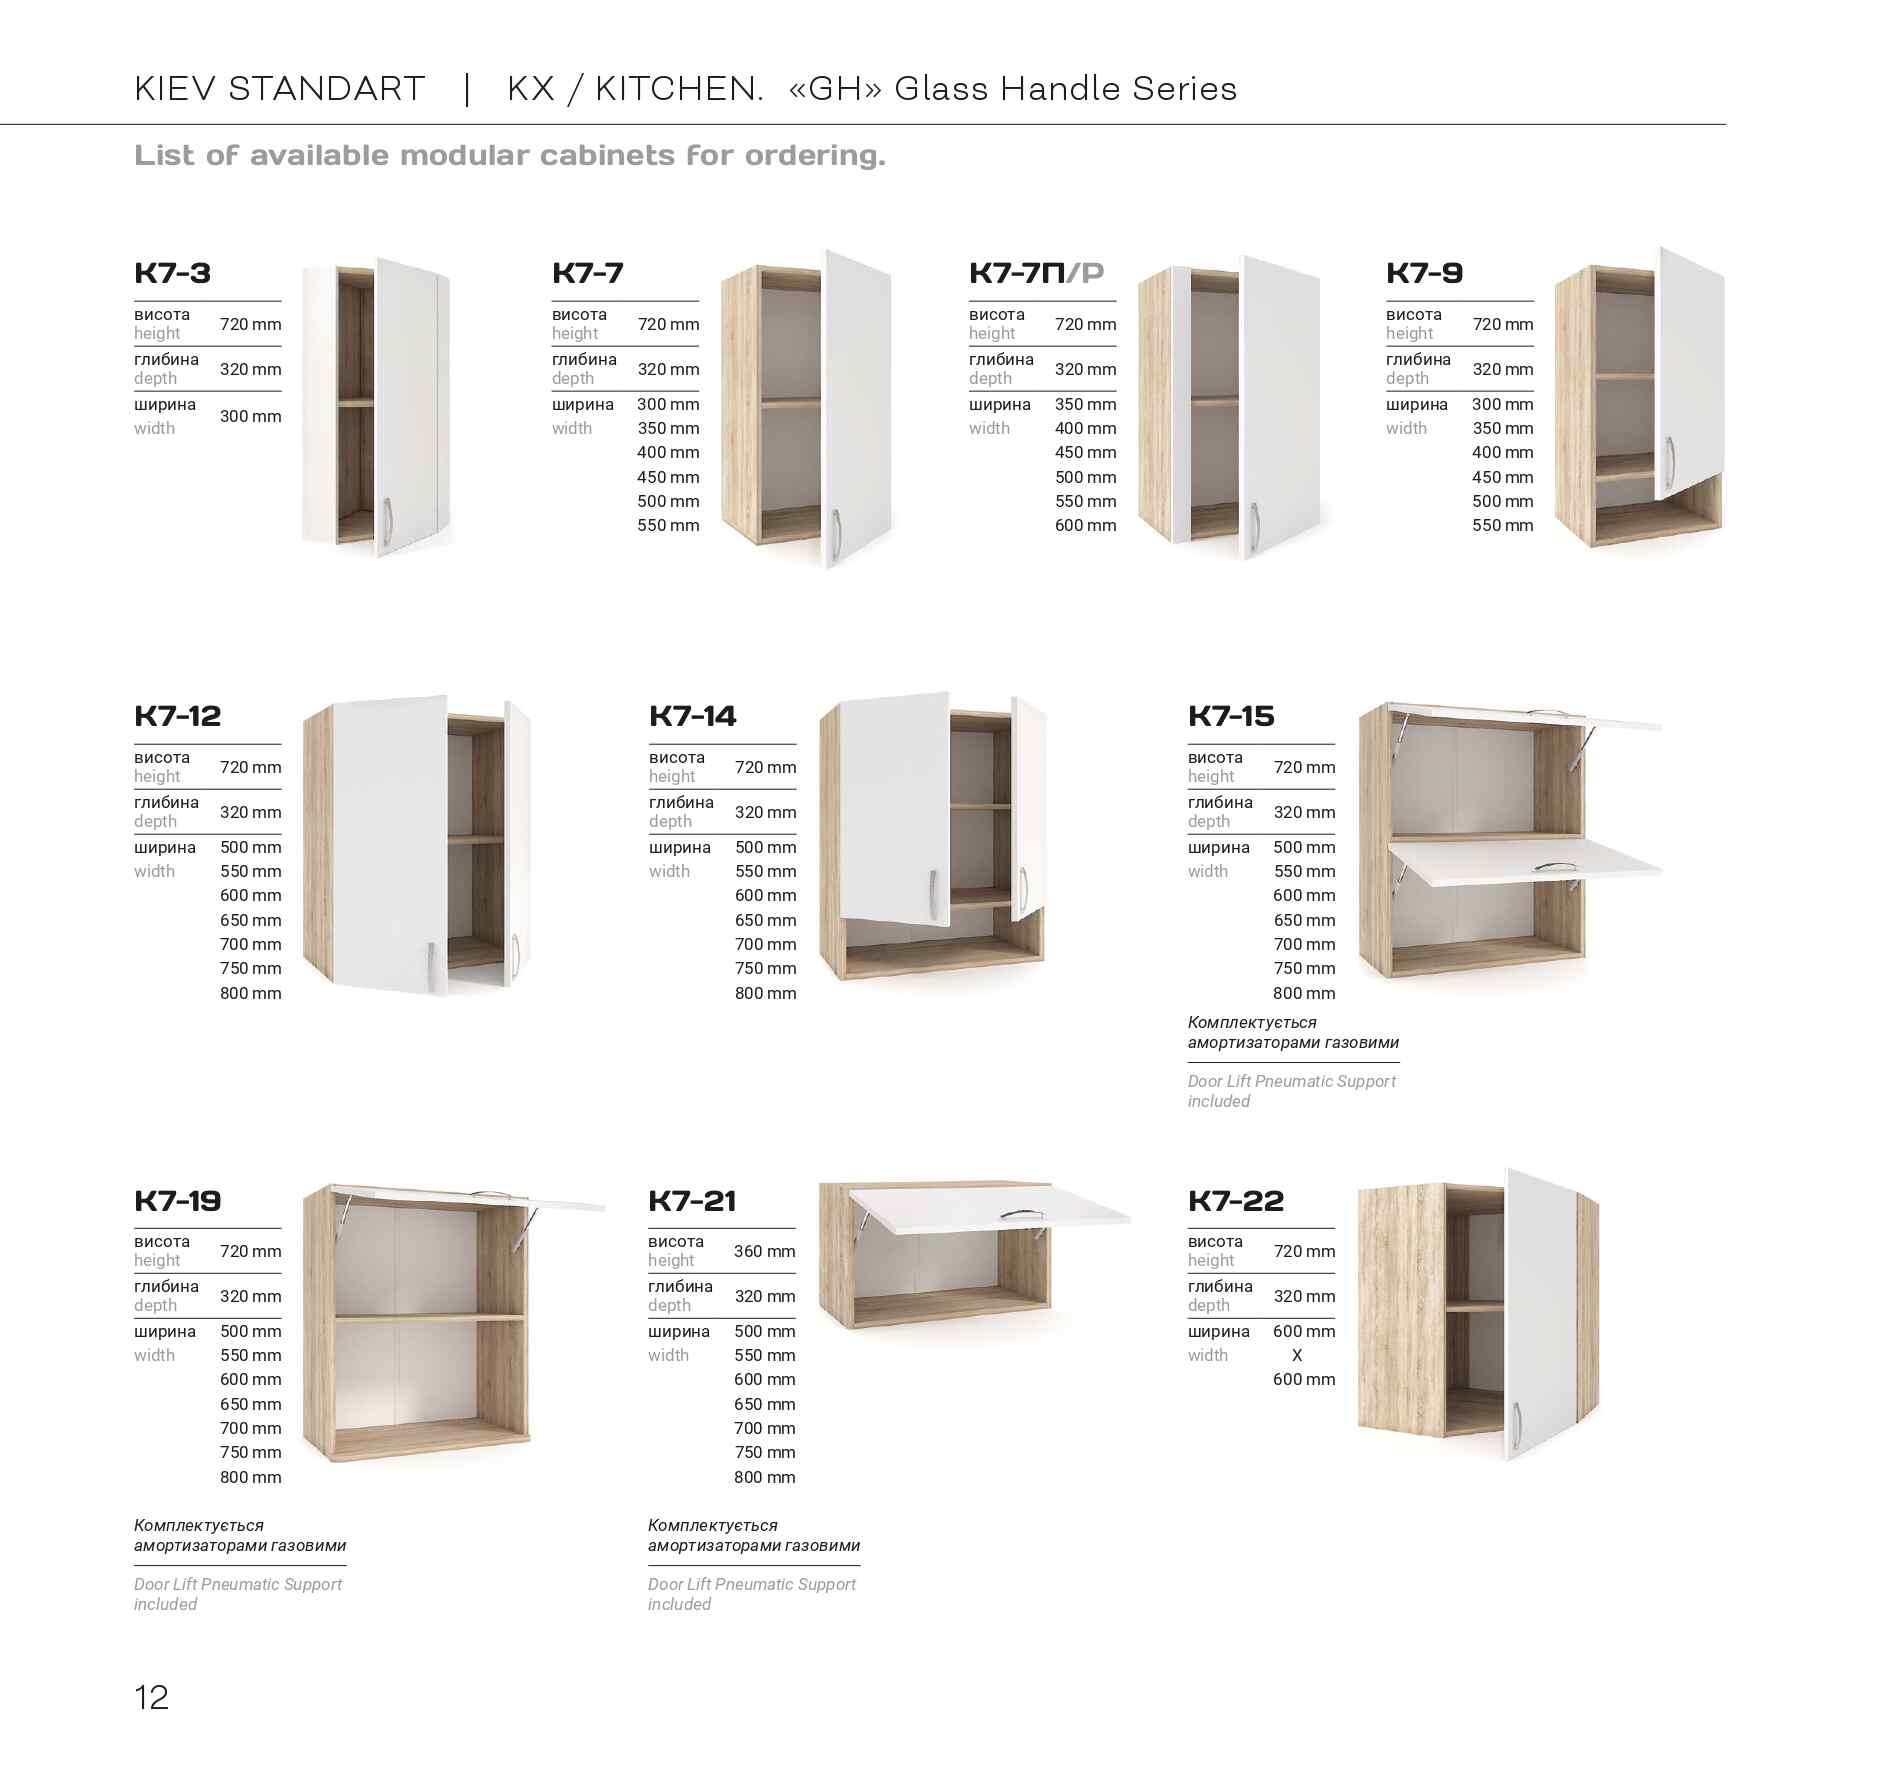 KIEV STANDART | KX / KITCHEN. «GH» Glass Handle Series
List of available modular cabinets for ordering.
К7-3
висота
height
720 mm
глибина
depth
320 mm
ширина
width
300 mm
К7-7
висота
height
720 mm
глибина
depth
320 mm
ширина
width
300 mm
350 mm
400 mm
450 mm
500 mm
550 mm
К7-7П/P
висота
height
720 mm
глибина
depth
320 mm
ширина
width
350 mm
400 mm
450 mm
500 mm
550 mm
600 mm
К7-9
висота
height
720 mm
глибина
depth
320 mm
ширина
width
300 mm
350 mm
400 mm
450 mm
500 mm
550 mm
К7-12
висота
height
720 mm
глибина
depth
320 mm
ширина
width
500 mm
550 mm
600 mm
650 mm
700 mm
750 mm
800 mm
К7-14
висота
height
720 mm
глибина
depth
320 mm
ширина
width
500 mm
550 mm
600 mm
650 mm
700 mm
750 mm
800 mm
К7-15
висота
height
720 mm
глибина
depth
320 mm
ширина
width
500 mm
550 mm
600 mm
650 mm
700 mm
750 mm
800 mm
Комплектується
амортизаторами газовими
Door Lift Pneumatic Support
included
К7-19
висота
height
720 mm
глибина
depth
320 mm
ширина
width
500 mm
550 mm
600 mm
650 mm
700 mm
750 mm
800 mm
Комплектується
амортизаторами газовими
Door Lift Pneumatic Support
included
К7-21
висота
height
360 mm
глибина
depth
320 mm
ширина
width
500 mm
550 mm
600 mm
650 mm
700 mm
750 mm
800 mm
Комплектується
амортизаторами газовими
Door Lift Pneumatic Support
included
К7-22
висота
height
720 mm
глибина
depth
320 mm
ширина
width
600 mm
X
600 mm
12